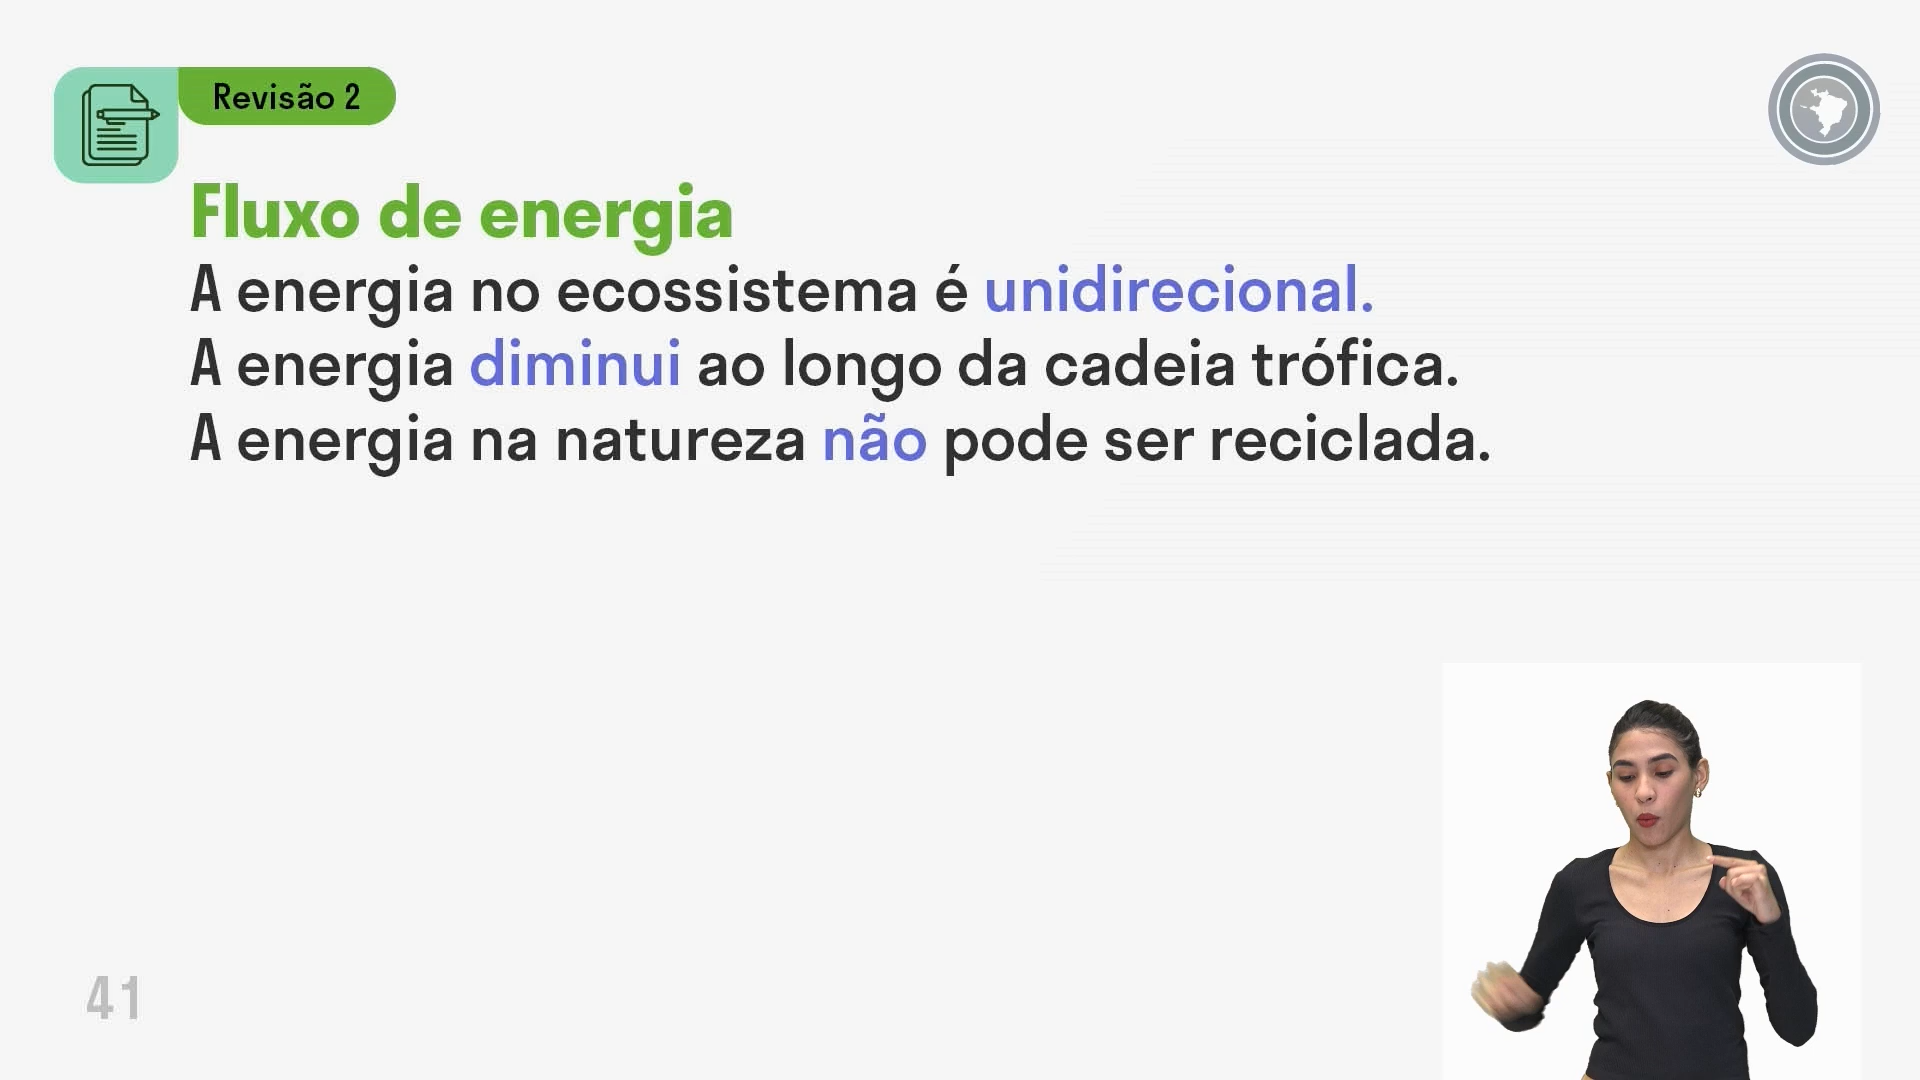 Revisão 2
Fluxo de energia
A energia no ecossistema é unidirecional.
A energia diminui ao longo da cadeia trófica.
A energia na natureza não pode ser reciclada.
41